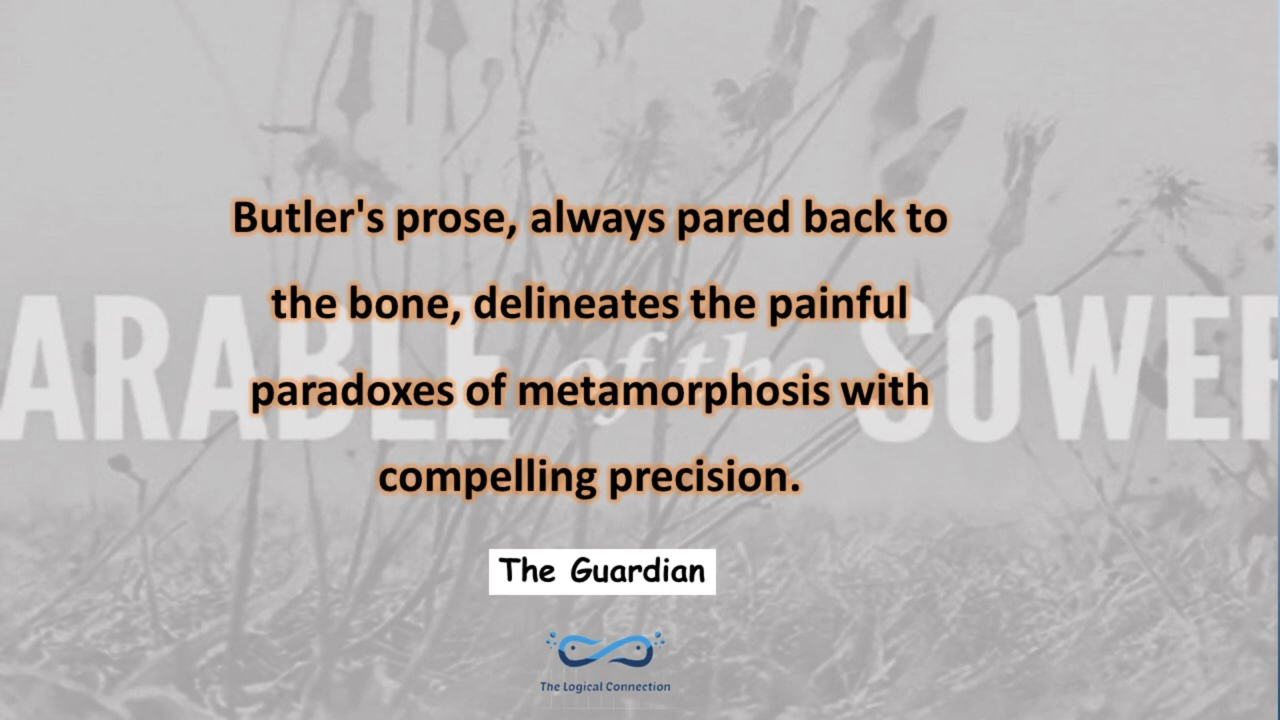 Butler's prose, always pared back to
the bone, delineates the painful
ARABLE of the SOWER
paradoxes of metamorphosis with
compelling precision.
The Guardian
The Logical Connection